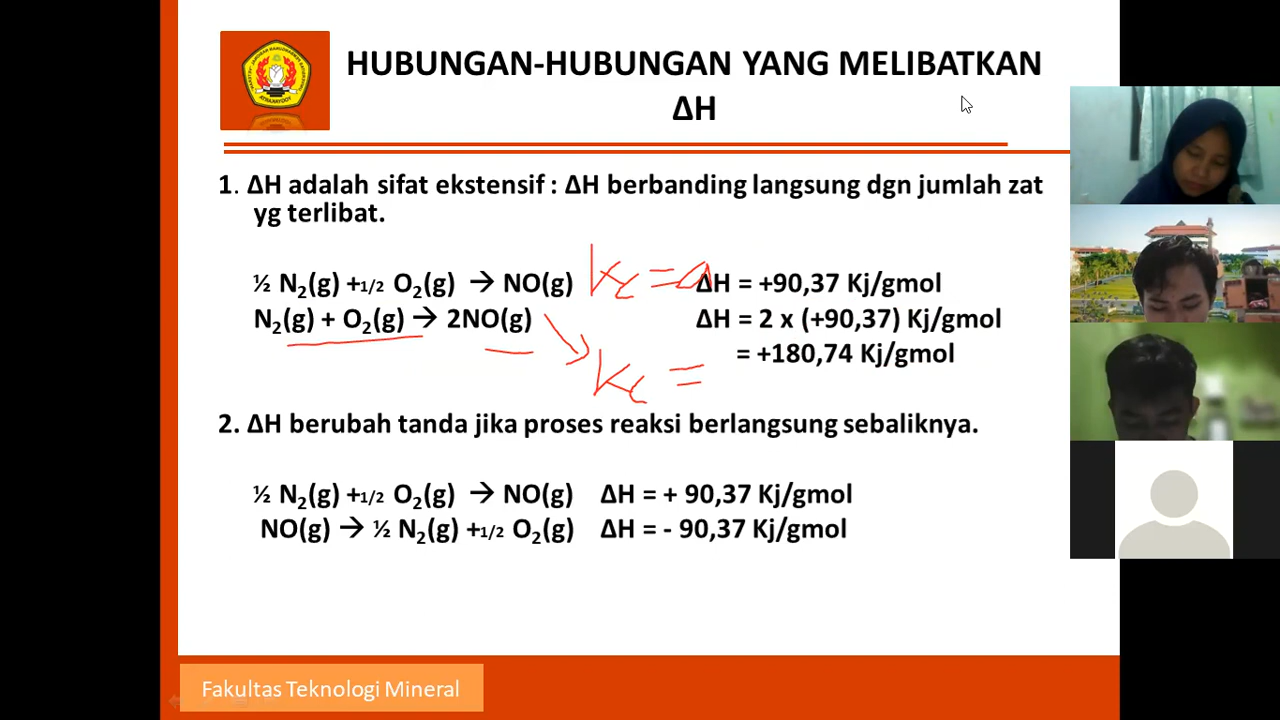 HUBUNGAN-HUBUNGAN YANG MELIBATKAN
ΔH
1. ΔH adalah sifat ekstensif : ΔH berbanding langsung dgn jumlah zat
yg terlibat.
½ N₂(g) +1/2 O₂(g) → NO(g) Kc = a ΔH = +90,37 Kj/gmol
N₂(g) + O₂(g) → 2NO(g) ΔH = 2 x (+90,37) Kj/gmol
= +180,74 Kj/gmol
Kc =
2. ΔH berubah tanda jika proses reaksi berlangsung sebaliknya.
½ N₂(g) +1/2 O₂(g) → NO(g) ΔH = + 90,37 Kj/gmol
NO(g) → ½ N₂(g) +1/2 O₂(g) ΔH = - 90,37 Kj/gmol
Fakultas Teknologi Mineral